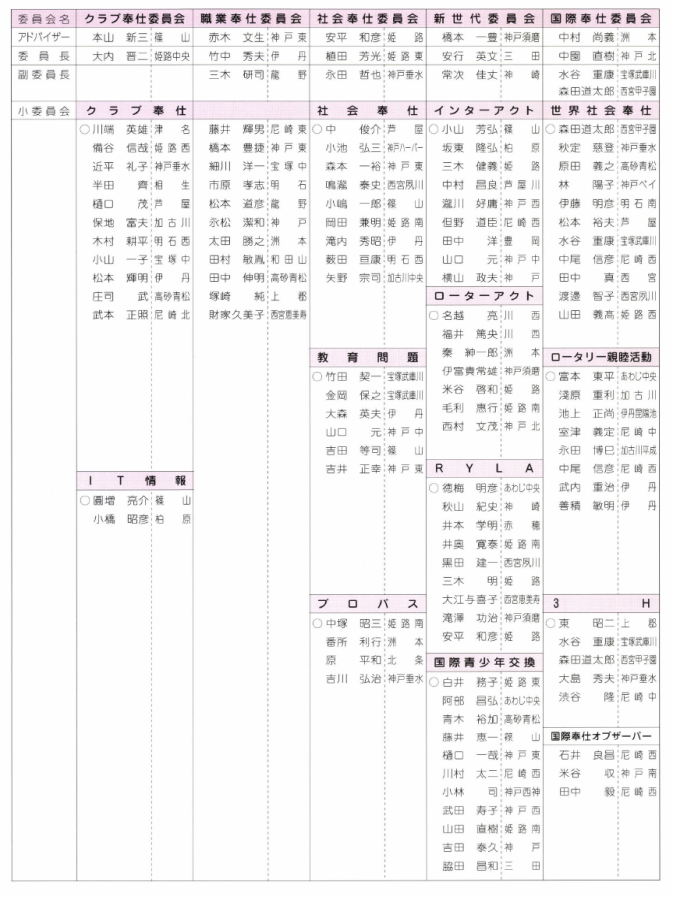 委員会名 クラブ奉仕委員会 職業奉仕委員会 社会奉仕委員会 新世代委員会 国際奉仕委員会
アドバイザー 本山 新三 篠山 赤木 文生 神戸東 安平 和彦 姫路 橋本 一豊 神戸須磨 中村 尚義 洲本
委員長 大内 晋二 姫路中央 竹中 秀夫 伊丹 植田 芳光 姫路東 安行 英文 三田 中園 直樹 神戸北
副委員長 三木 研司 龍野 永田 哲也 神戸垂水 常次 佳丈 神崎 水谷 重康 宝塚武庫川
森田道太郎 西宮甲子園
小委員会
クラブ奉仕
○川端 英雄 津名
備谷 信哉 姫路西
近平 礼子 神戸垂水
半田 齊 相生
樋口 茂 芦屋
保地 富夫 加古川
木村 耕平 明石西
小山 一子 宝塚中
松本 輝明 伊丹
庄司 武 高砂青松
武本 正照 尼崎北
IT情報
○圓増 亮介 篠山
小橋 昭彦 柏原
藤井 輝男 尼崎東
橋本 豊捷 神戸東
細川 洋一 宝塚中
市原 孝志 明石
松本 道彦 龍野
永松 潔和 神戸
太田 勝之 洲本
田村 敏胤 和田山
田中 伸明 高砂青松
塚崎 純 上郡
財家久美子 西宮恵美寿
社会奉仕
○中 俊介 芦屋
小池 弘三 神戸ハーバー
森本 一裕 神戸東
鳴瀧 泰史 西宮夙川
小嶋 一郎 篠山
岡田 兼明 姫路南
滝内 秀昭 伊丹
薮田 亘康 明石西
矢野 宗司 加古川中央
教育問題
○竹田 契一 宝塚武庫川
金岡 保之 宝塚武庫川
大森 英夫 伊丹
山口 元 神戸中
吉田 等司 篠山
吉井 正幸 神戸東
プロバス
○中塚 昭三 姫路南
番所 利行 洲本
原 平和 北条
吉川 弘治 神戸垂水
インターアクト
○小山 芳弘 篠山
坂東 隆弘 柏原
三木 健義 姫路
中村 昌良 芦屋川
瀧川 好庸 神戸西
但野 道臣 尼崎西
田中 洋 豊岡
山口 元 神戸中
横山 政夫 神戸
ローターアクト
○名越 亮 川西
福井 篤央 川西
秦 紳一郎 洲本
伊富貴常雄 神戸須磨
米谷 啓和 姫路
毛利 惠行 姫路南
西村 文茂 神戸北
RYLA
○徳梅 明彦 あわじ中央
秋山 紀史 神崎
井本 学明 赤穂
井奥 寛泰 姫路南
黒田 建一 西宮夙川
三木 明 姫路
大江与喜子 西宮恵美寿
滝澤 功治 神戸須磨
安平 和彦 姫路
国際青少年交換
○白井 務子 姫路東
阿部 昌弘 あわじ中央
青木 裕加 高砂青松
藤井 恵一 篠山
樋口 一哉 神戸東
川村 太二 尼崎西
小林 司 神戸西神
武田 寿子 神戸西
山田 直樹 姫路南
吉田 泰久 神戸
脇田 昌和 三田
世界社会奉仕
○森田道太郎 西宮甲子園
秋定 慈登 神戸垂水
原田 義之 高砂青松
林 陽子 神戸ベイ
伊藤 明彦 明石南
松本 裕夫 芦屋
水谷 重康 宝塚武庫川
中尾 信彦 尼崎西
田中 真 西宮
渡邉 智子 西宮夙川
山田 義高 姫路西
ロータリー親睦活動
○富本 東平 あわじ中央
淺原 重利 加古川
池上 正尚 伊丹昆陽池
室津 義定 尼崎中
永田 博巳 加古川平成
中尾 信彦 尼崎西
武内 重治 伊丹
善積 敏明 伊丹
3H
○東 昭二 上郡
水谷 重康 宝塚武庫川
森田道太郎 西宮甲子園
大島 秀夫 神戸垂水
渋谷 隆 尼崎中
国際奉仕オブザーバー
石井 良昌 尼崎西
米谷 収 神戸南
田中 毅 尼崎西